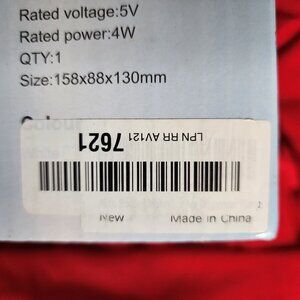 Rated voltage:5V
Rated power:4W
QTY:1
Size:158x88x130mm
LPN RR AV121
7621
New Made in China